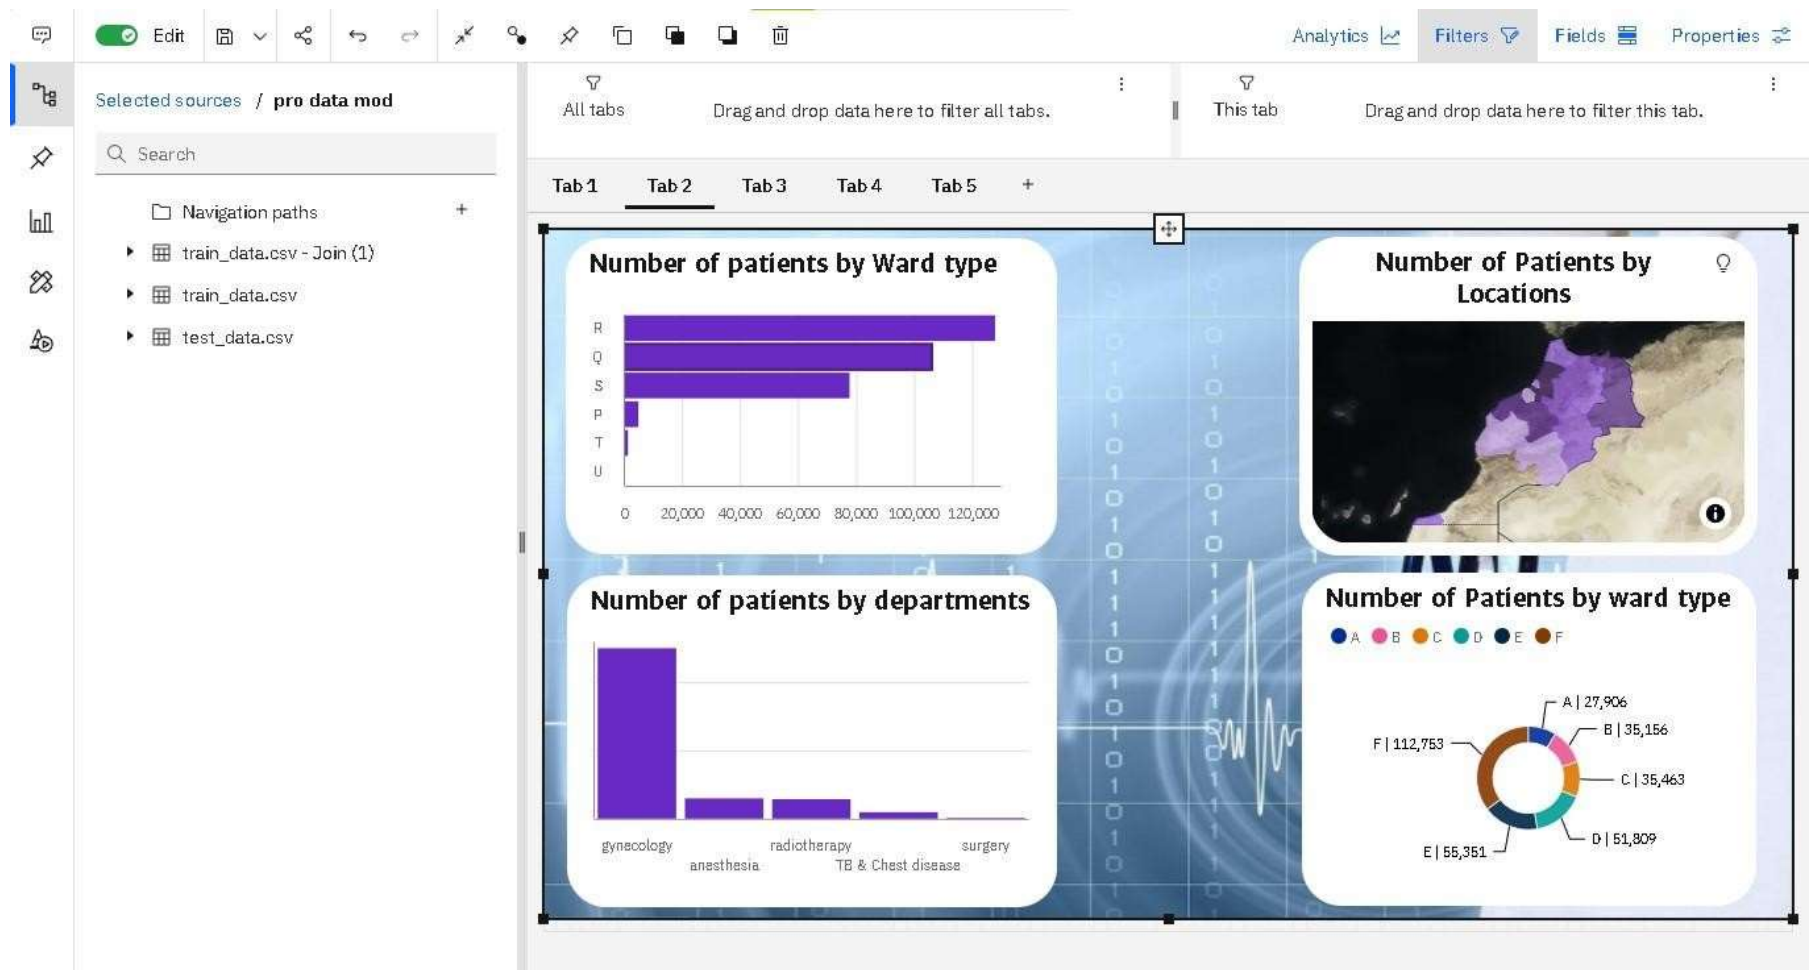 Edit
Analytics
Filters
Fields
Properties
Selected sources / pro data mod
Search
Navigation paths
train_data.csv - Join (1)
train_data.csv
test_data.csv
All tabs
Drag and drop data here to filter all tabs.
This tab
Drag and drop data here to filter this tab.
Tab 1 Tab 2 Tab 3 Tab 4 Tab 5 +
Number of patients by Ward type
R
Q
S
P
T
U
0 20,000 40,000 60,000 80,000 100,000 120,000
Number of Patients by
Locations
Number of patients by departments
gynecology
radiotherapy
surgery
anesthesia
TB & Chest disease
Number of Patients by ward type
A B C D E F
A | 27,906
B | 35,156
F | 112,753
C | 35,463
D | 51,809
E | 55,351